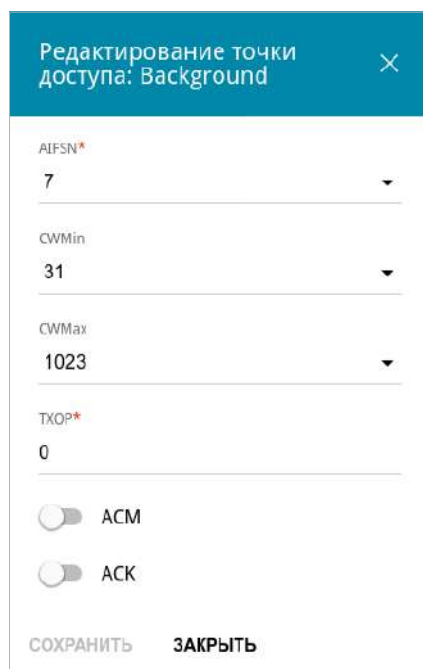 Редактирование точки
доступа: Background
AIFSN*
7
CWMin
31
CWMax
1023
TXOP*
0
ACM
ACK
СОХРАНИТЬ ЗАКРЫТЬ